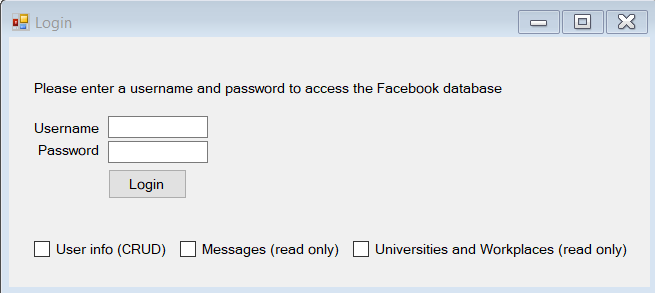 Login
Please enter a username and password to access the Facebook database
Username
Password
Login
User info (CRUD) Messages (read only) Universities and Workplaces (read only)